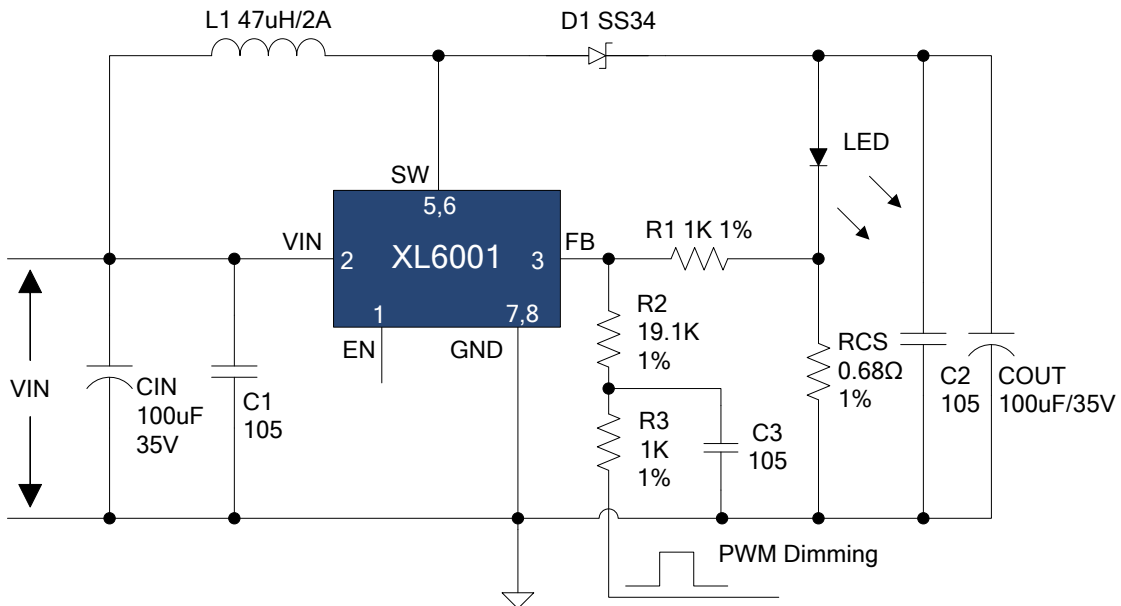 L1 47uH/2A
D1 SS34
LED
SW
5,6
VIN
2
XL6001
3
FB
R1 1K 1%
1
7,8
EN
GND
R2
19.1K
1%
RCS
0.68Ω
1%
VIN
CIN
100uF
35V
C1
105
R3
1K
1%
C3
105
C2
105
COUT
100uF/35V
PWM Dimming